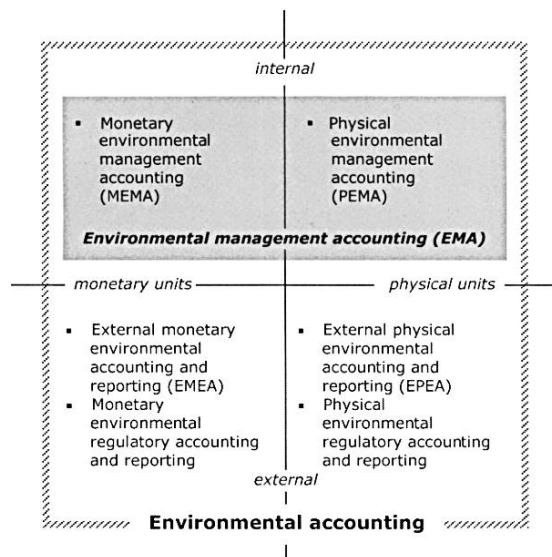 internal
▪ Monetary
environmental
management
accounting
(MEMA)
▪ Physical
environmental
management
accounting
(PEMA)
Environmental management accounting (EMA)
monetary units
physical units
▪ External monetary
environmental
accounting and
reporting (EMEA)
▪ Monetary
environmental
regulatory accounting
and reporting
▪ External physical
environmental
accounting and
reporting (EPEA)
▪ Physical
environmental
regulatory accounting
and reporting
external
Environmental accounting